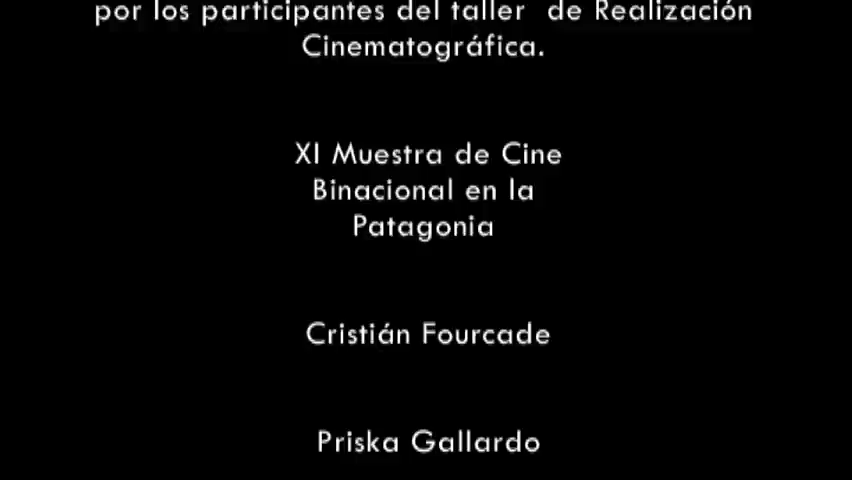 por los participantes del taller de Realización
Cinematográfica.
XI Muestra de Cine
Binacional en la
Patagonia
Cristián Fourcade
Priska Gallardo